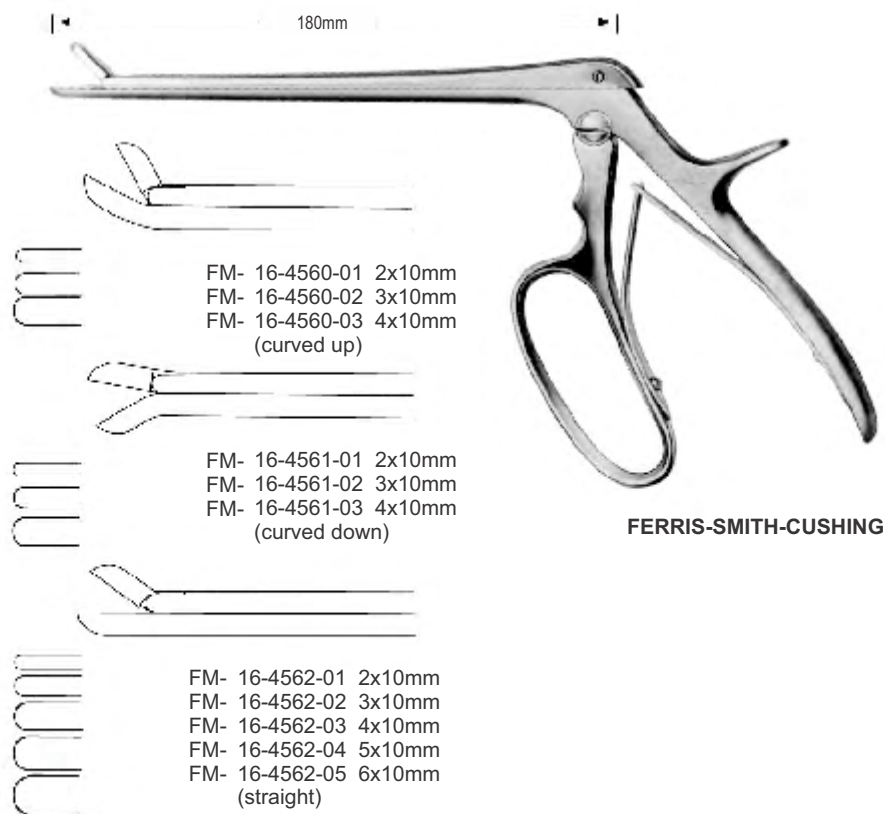 180mm
FM- 16-4560-01 2x10mm
FM- 16-4560-02 3x10mm
FM- 16-4560-03 4x10mm
(curved up)
FM- 16-4561-01 2x10mm
FM- 16-4561-02 3x10mm
FM- 16-4561-03 4x10mm
(curved down)
FERRIS-SMITH-CUSHING
FM- 16-4562-01 2x10mm
FM- 16-4562-02 3x10mm
FM- 16-4562-03 4x10mm
FM- 16-4562-04 5x10mm
FM- 16-4562-05 6x10mm
(straight)